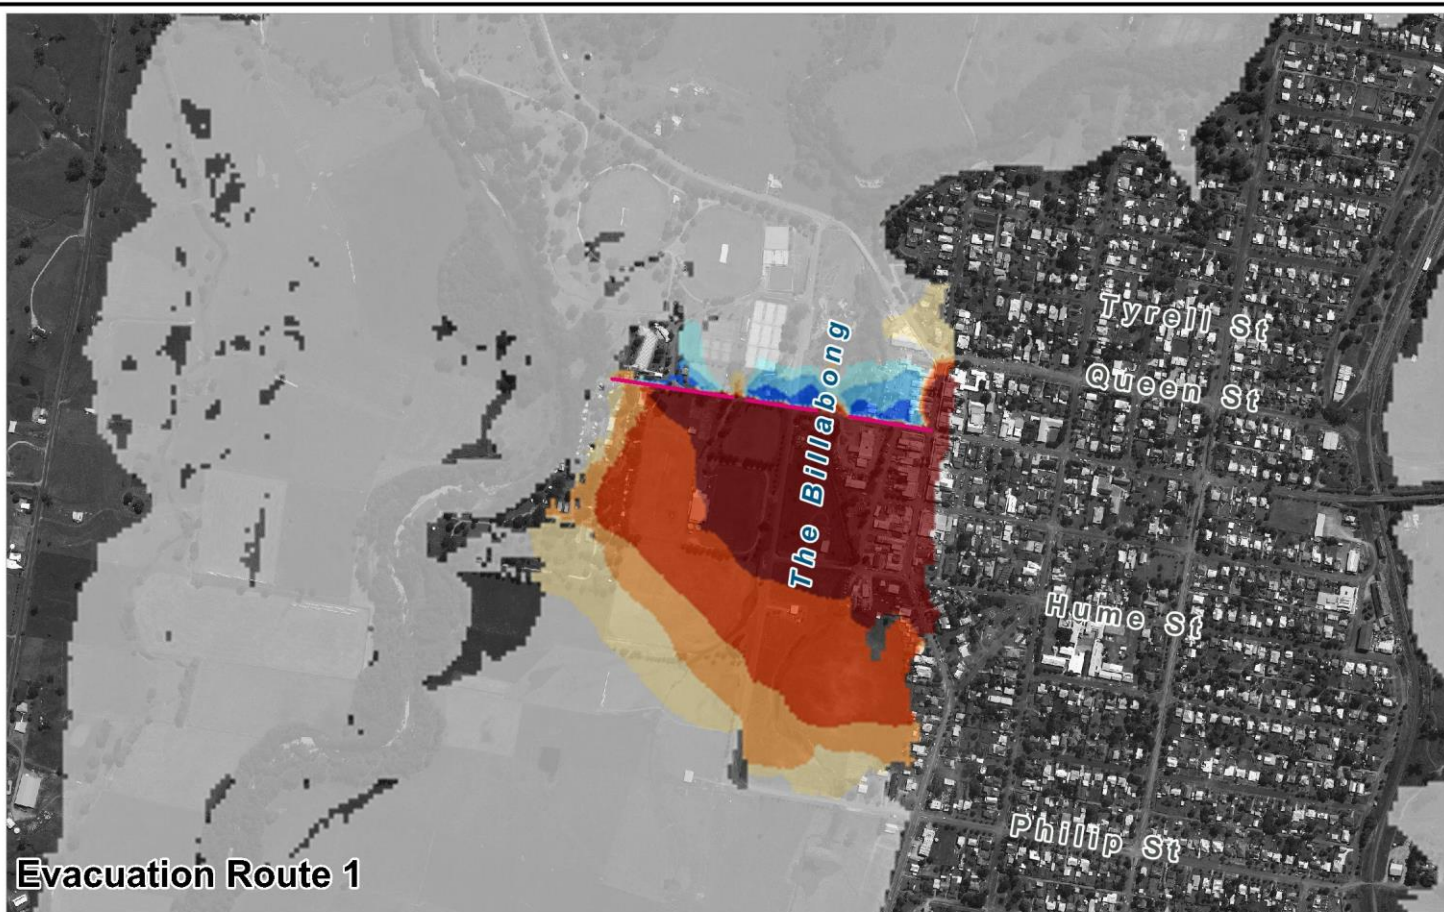 Tyrell St
Queen St
The Billabong
Hume St
Philip St
Evacuation Route 1